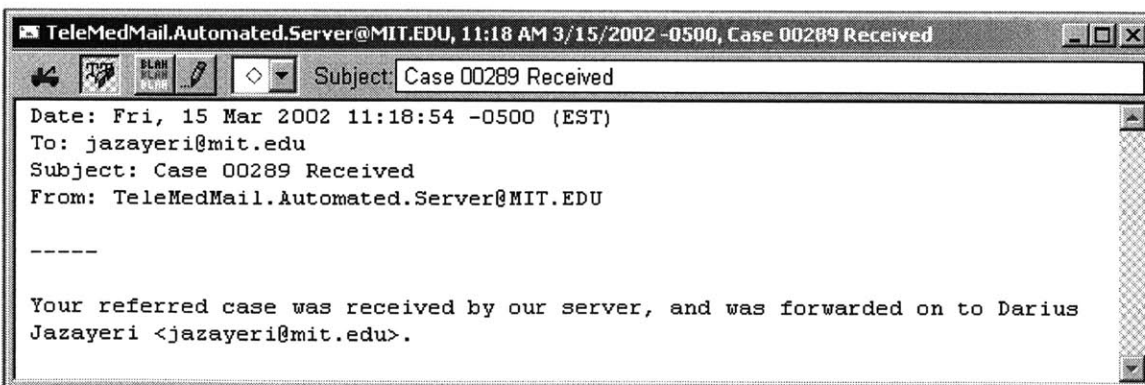 TeleMedMail.Automated.Server@MIT.EDU, 11:18 AM 3/15/2002 -0500, Case 00289 Received
BLAH
BLAH
BLAH
Subject: Case 00289 Received
Date: Fri, 15 Mar 2002 11:18:54 -0500 (EST)
To: jazayeri@mit.edu
Subject: Case 00289 Received
From: TeleMedMail.Automated.Server@MIT.EDU
-----
Your referred case was received by our server, and was forwarded on to Darius
Jazayeri <jazayeri@mit.edu>.